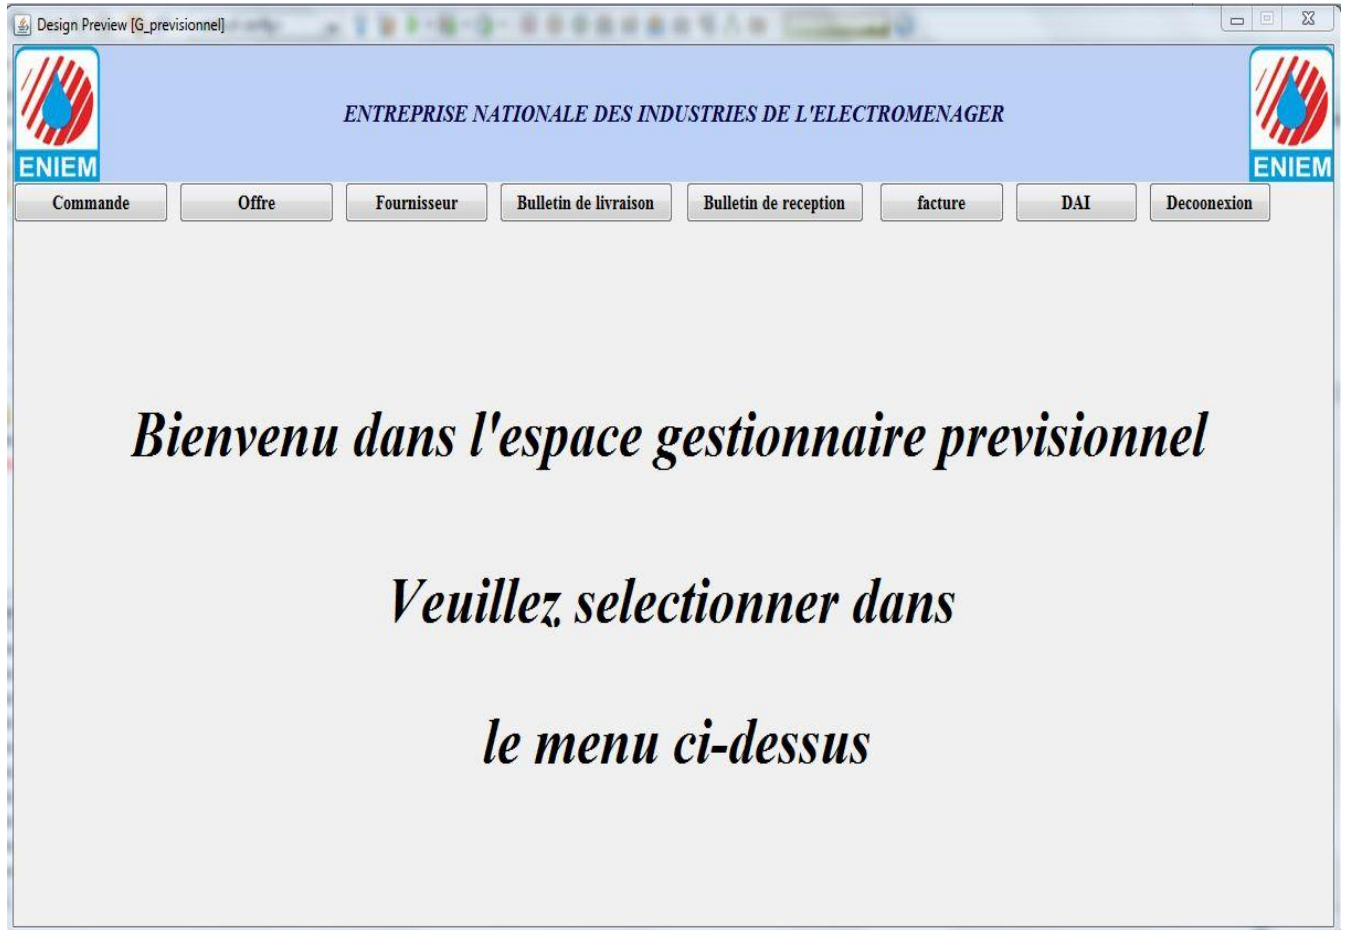 Design Preview [G_previsionnel]
ENTREPRISE NATIONALE DES INDUSTRIES DE L'ELECTROMENAGER
ENIEM
ENIEM
Commande Offre Fournisseur Bulletin de livraison Bulletin de reception facture DAI Decoonexion
Bienvenu dans l'espace gestionnaire previsionnel
Veuillez selectionner dans
le menu ci-dessus